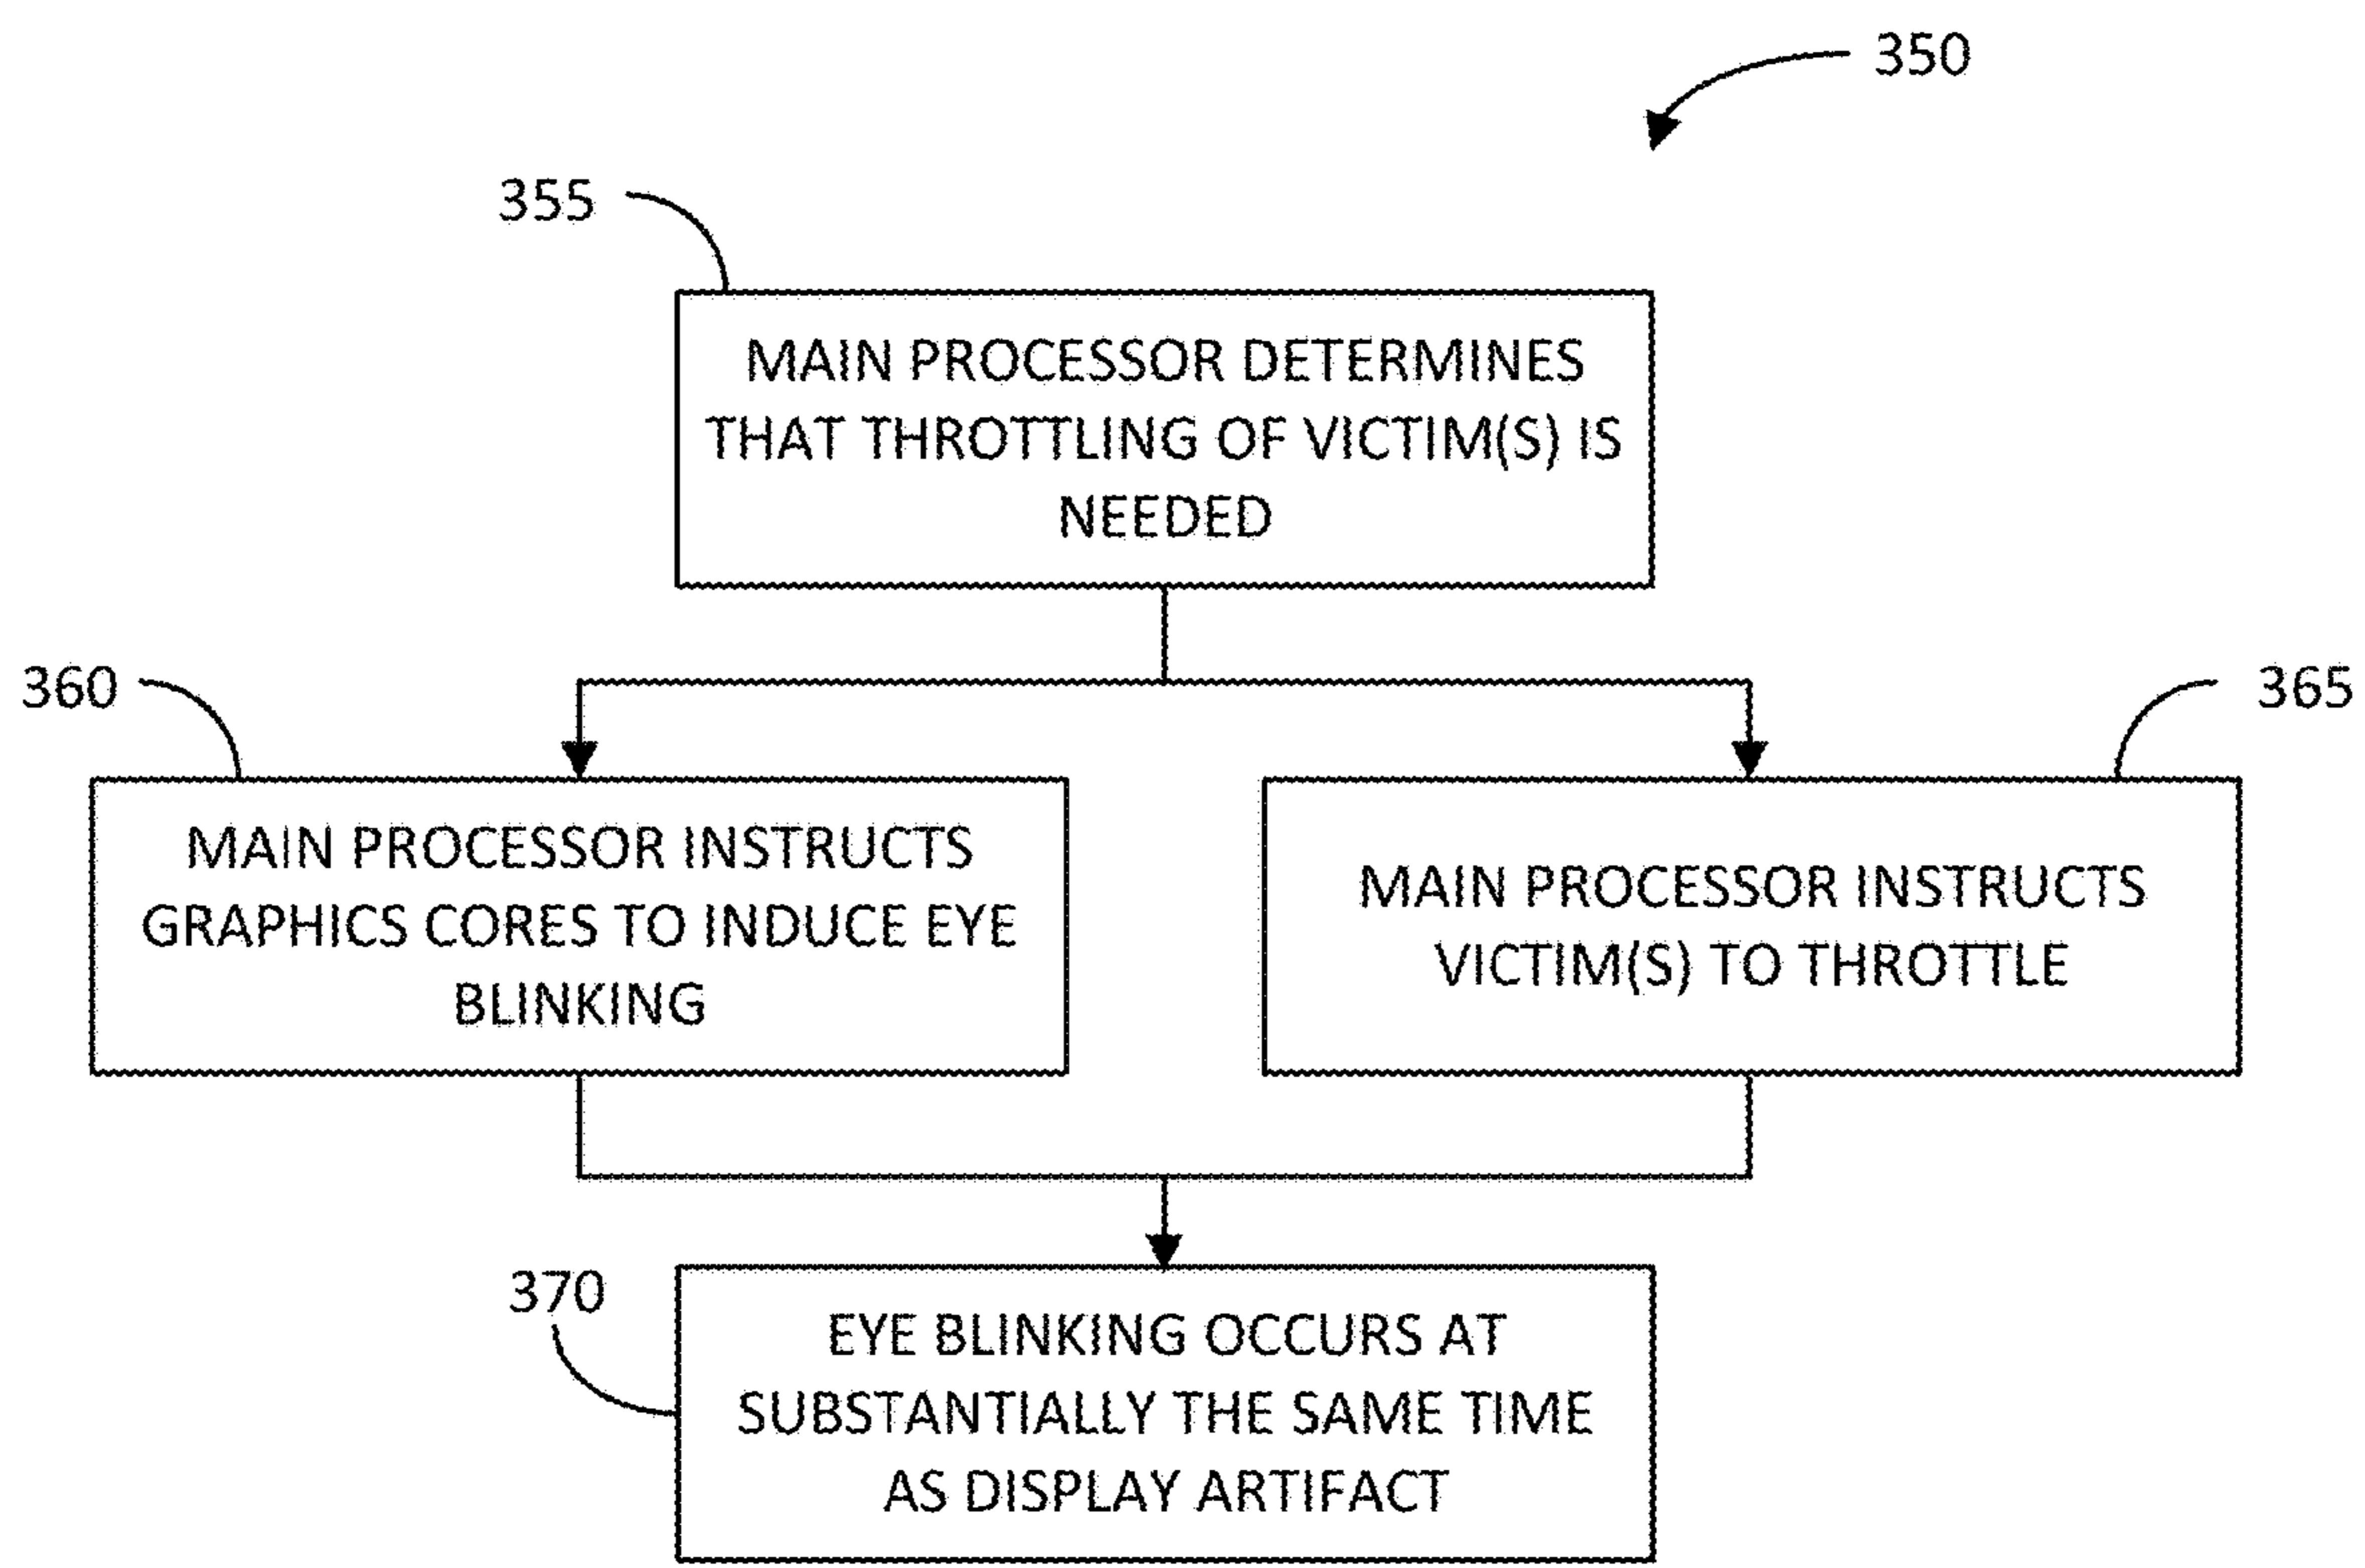 350
355
MAIN PROCESSOR DETERMINES
THAT THROTTLING OF VICTIM(S) IS
NEEDED
360
365
MAIN PROCESSOR INSTRUCTS
GRAPHICS CORES TO INDUCE EYE
BLINKING
MAIN PROCESSOR INSTRUCTS
VICTIM(S) TO THROTTLE
370
EYE BLINKING OCCURS AT
SUBSTANTIALLY THE SAME TIME
AS DISPLAY ARTIFACT